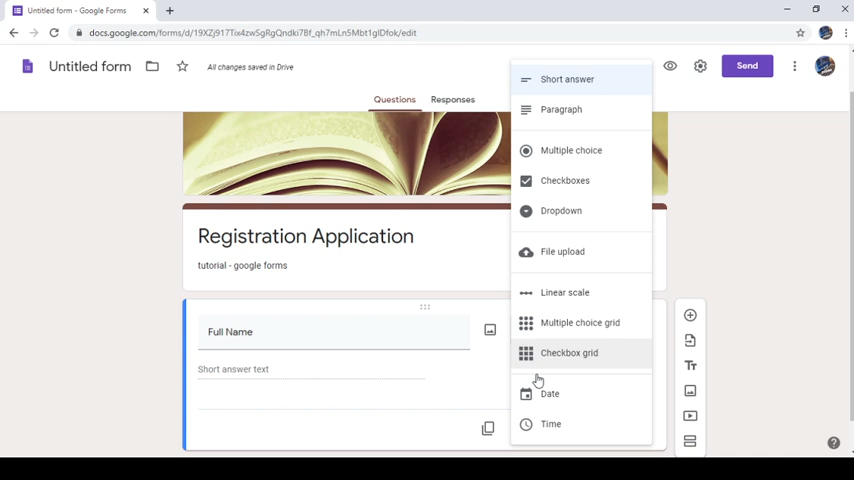 Untitled form - Google Forms
docs.google.com/forms/d/19XZj917Tix4zwSgRgQndki78f_qh7mLn5Mbt1glDfok/edit
Untitled form
All changes saved in Drive
Send
Questions
Responses
Registration Application
tutorial - google forms
Full Name
Short answer text
Short answer
Paragraph
Multiple choice
Checkboxes
Dropdown
File upload
Linear scale
Multiple choice grid
Checkbox grid
Date
Time
Tт